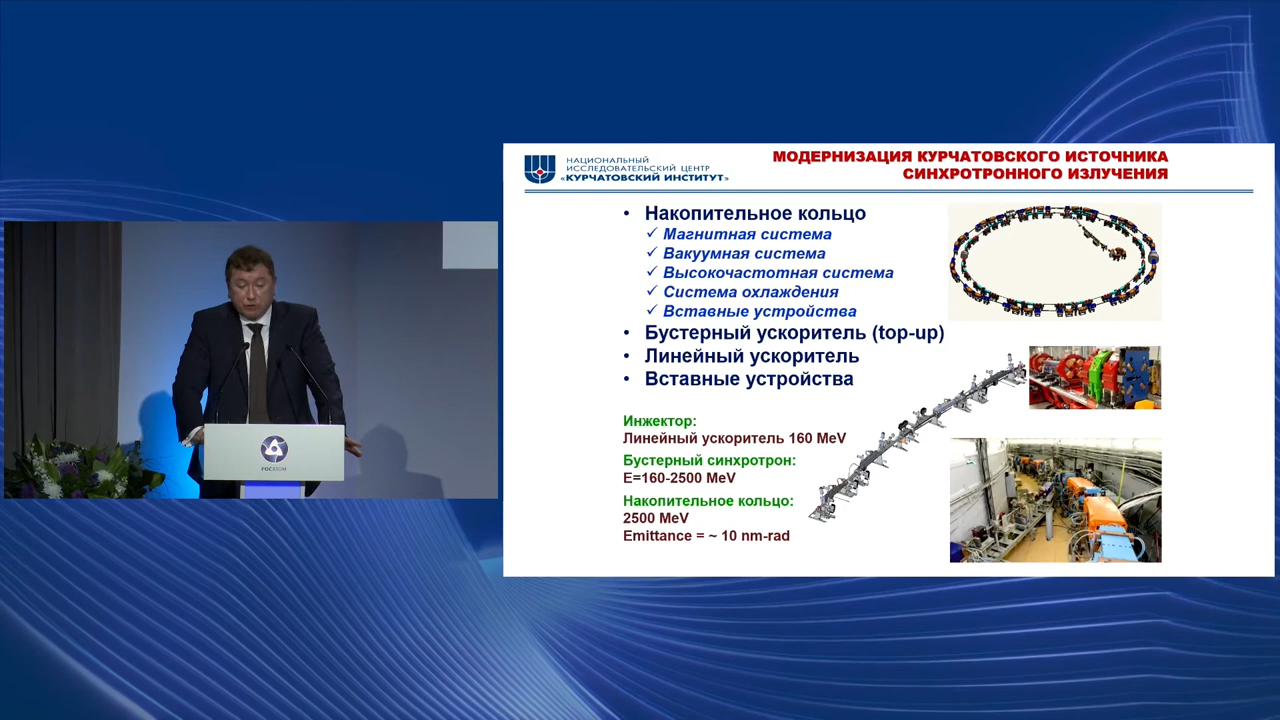 НАЦИОНАЛЬНЫЙ
ИССЛЕДОВАТЕЛЬСКИЙ ЦЕНТР
«КУРЧАТОВСКИЙ ИНСТИТУТ»
МОДЕРНИЗАЦИЯ КУРЧАТОВСКОГО ИСТОЧНИКА
СИНХРОТРОННОГО ИЗЛУЧЕНИЯ
• Накопительное кольцо
✓ Магнитная система
✓ Вакуумная система
✓ Высокочастотная система
✓ Система охлаждения
✓ Вставные устройства
• Бустерный ускоритель (top-up)
• Линейный ускоритель
• Вставные устройства
Инжектор:
Линейный ускоритель 160 MeV
Бустерный синхротрон:
E=160-2500 MeV
Накопительное кольцо:
2500 MeV
Emittance = ~ 10 nm-rad
РОСАТОМ